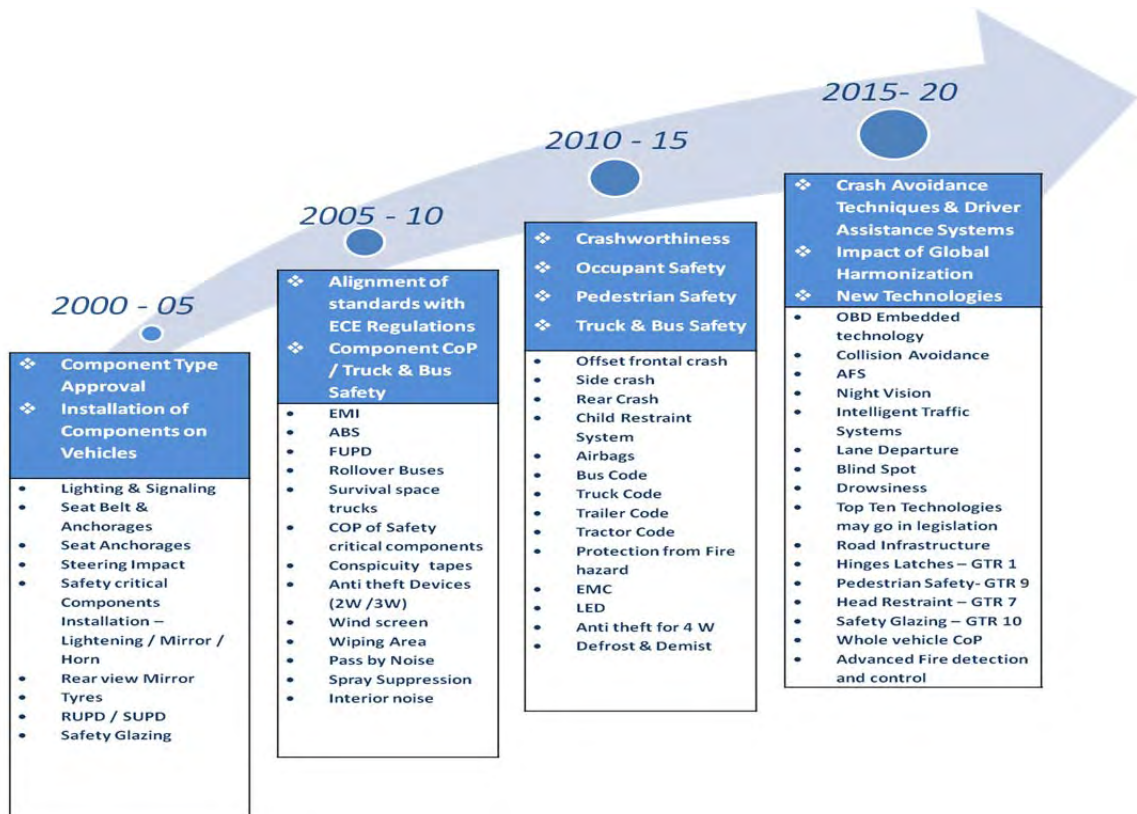 2000 - 05
❖ Component Type
Approval
❖ Installation of
Components on
Vehicles
• Lighting & Signaling
• Seat Belt &
Anchorages
• Seat Anchorages
• Steering Impact
• Safety critical
Components
Installation –
Lightening / Mirror /
Horn
• Rear view Mirror
• Tyres
• RUPD / SUPD
• Safety Glazing
2005 - 10
❖ Alignment of
standards with
ECE Regulations
❖ Component CoP
/ Truck & Bus
Safety
• EMI
• ABS
• FUPD
• Rollover Buses
• Survival space
trucks
• COP of Safety
critical components
• Conspicuity tapes
• Anti theft Devices
(2W /3W)
• Wind screen
• Wiping Area
• Pass by Noise
• Spray Suppression
• Interior noise
2010 - 15
❖ Crashworthiness
❖ Occupant Safety
❖ Pedestrian Safety
❖ Truck & Bus Safety
• Offset frontal crash
• Side crash
• Rear Crash
• Child Restraint
System
• Airbags
• Bus Code
• Truck Code
• Trailer Code
• Tractor Code
• Protection from Fire
hazard
• EMC
• LED
• Anti theft for 4 W
• Defrost & Demist
2015- 20
❖ Crash Avoidance
Techniques & Driver
Assistance Systems
❖ Impact of Global
Harmonization
❖ New Technologies
• OBD Embedded
technology
• Collision Avoidance
• AFS
• Night Vision
• Intelligent Traffic
Systems
• Lane Departure
• Blind Spot
• Drowsiness
• Top Ten Technologies
may go in legislation
• Road Infrastructure
• Hinges Latches – GTR 1
• Pedestrian Safety- GTR 9
• Head Restraint – GTR 7
• Safety Glazing – GTR 10
• Whole vehicle CoP
• Advanced Fire detection
and control